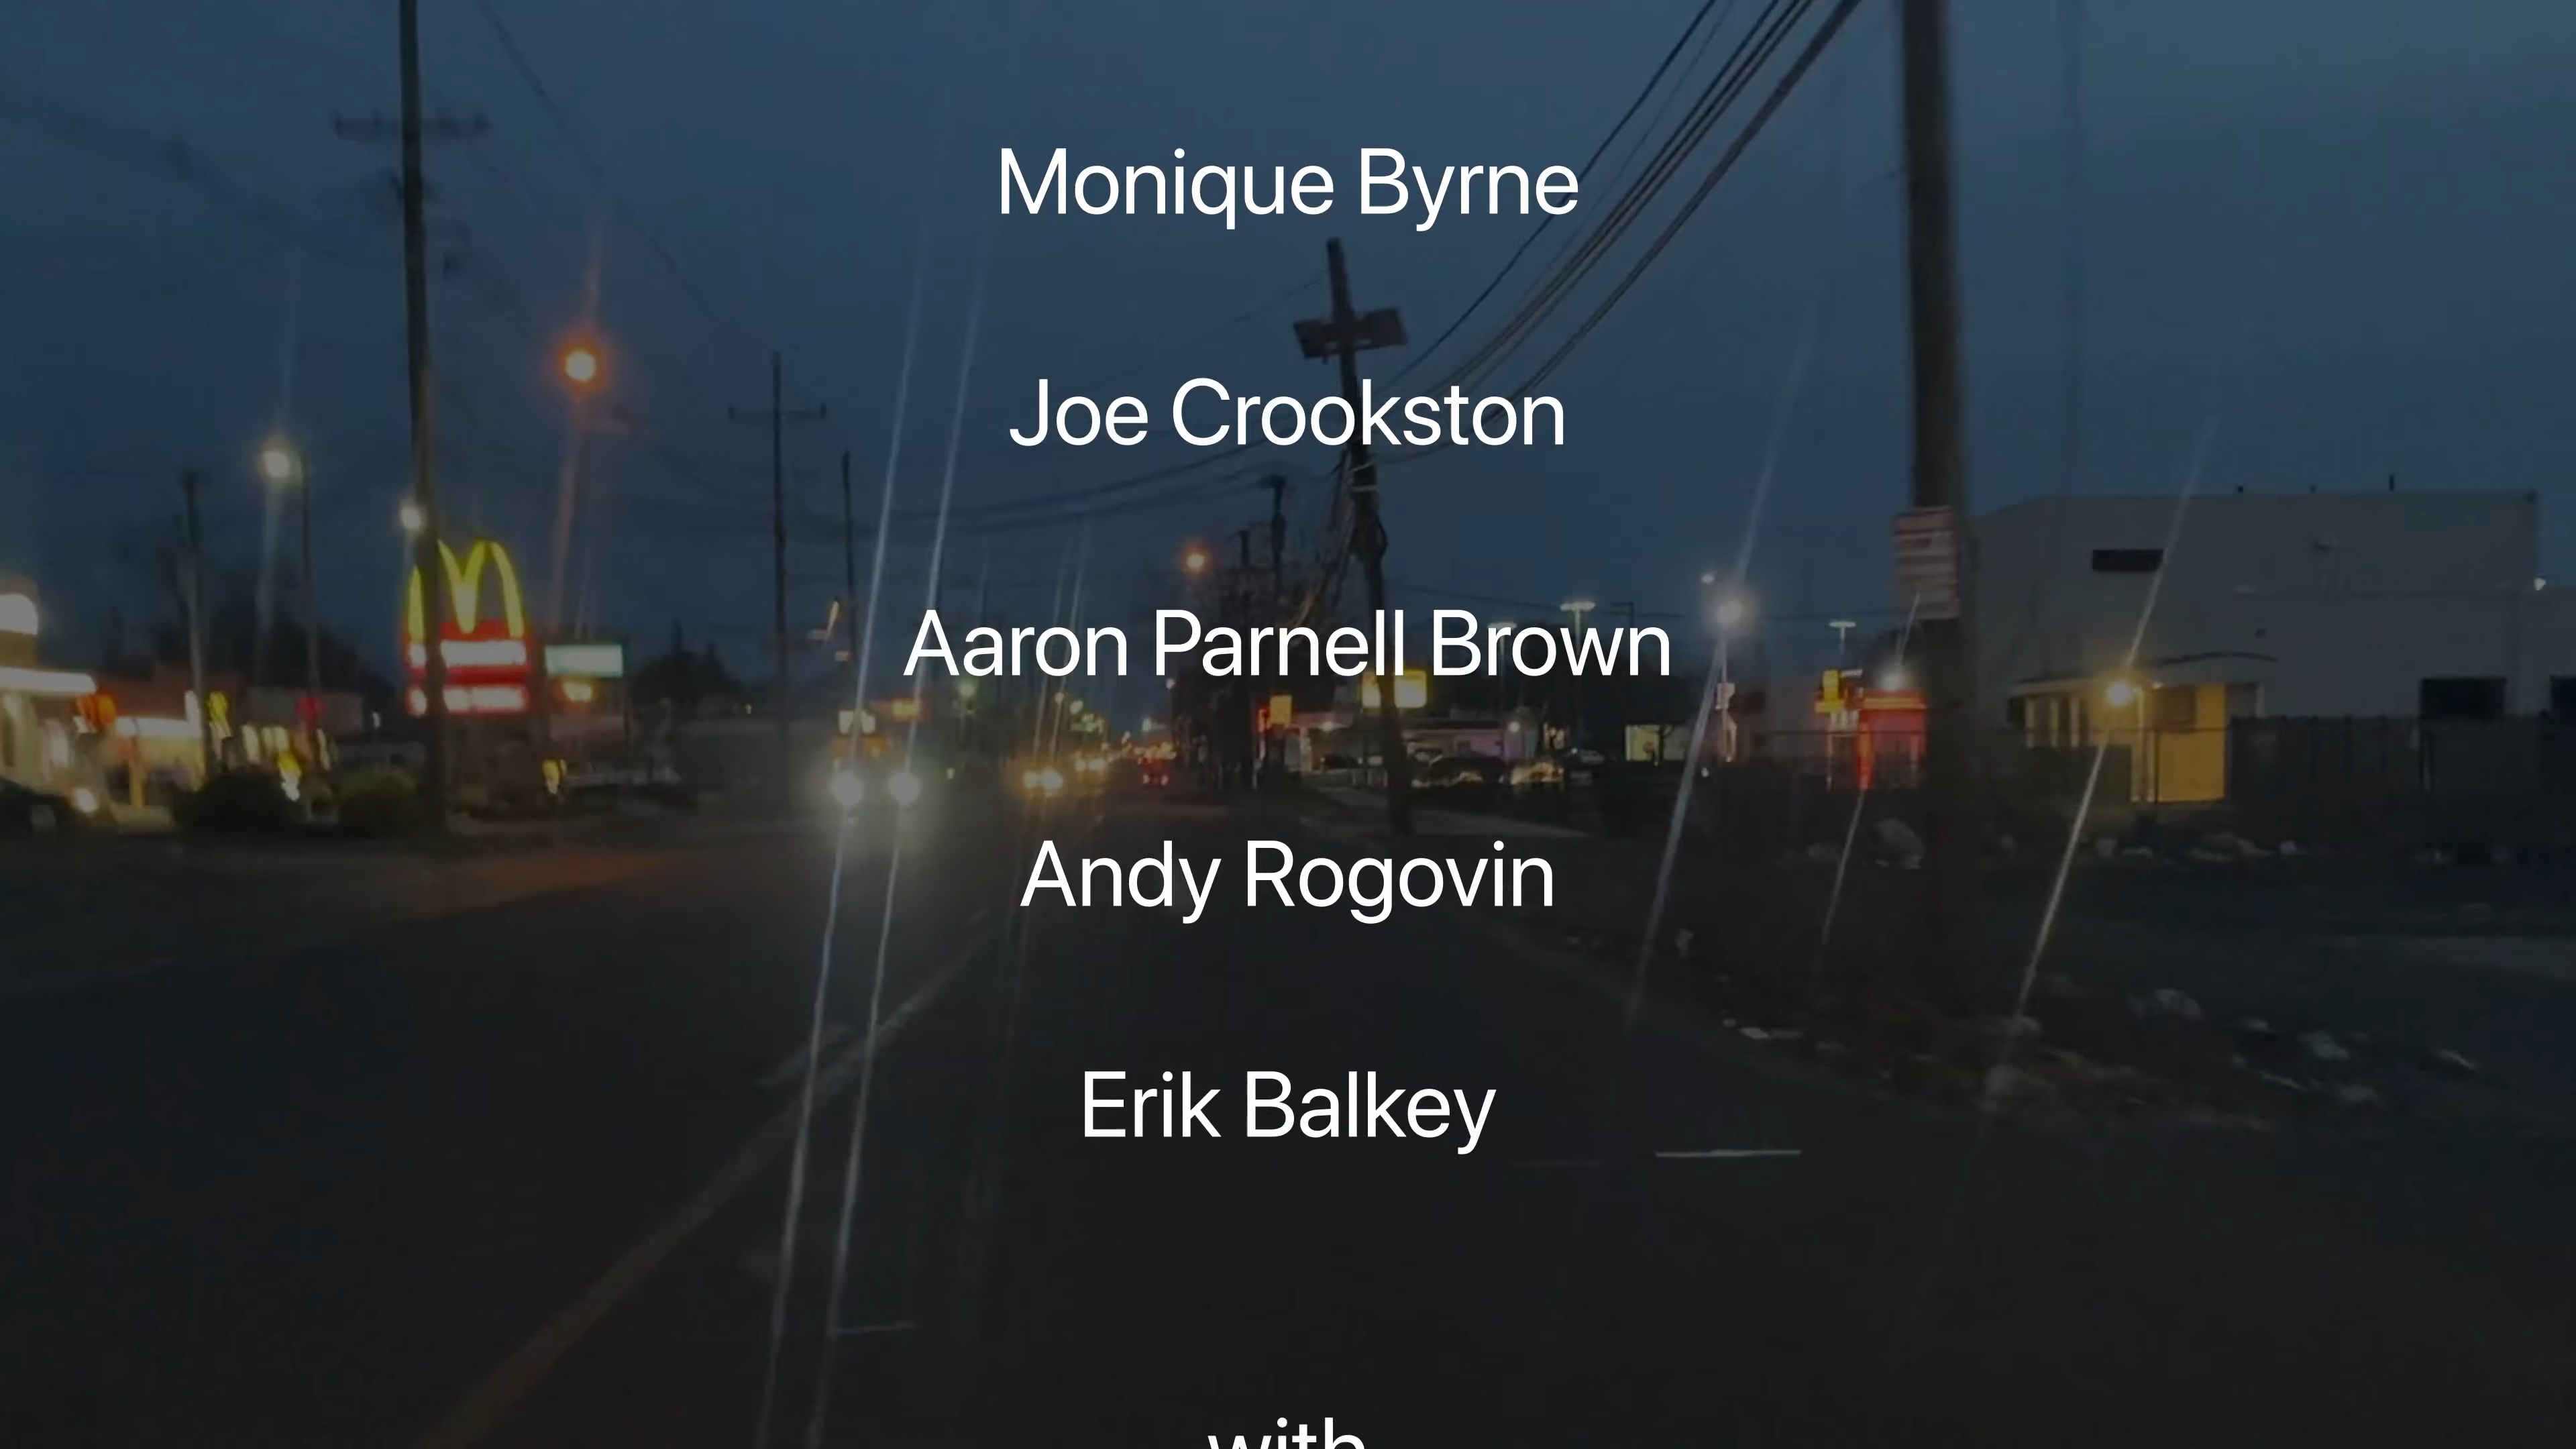 Monique Byrne
Joe Crookston
Aaron Parnell Brown
Andy Rogovin
Erik Balkey
with